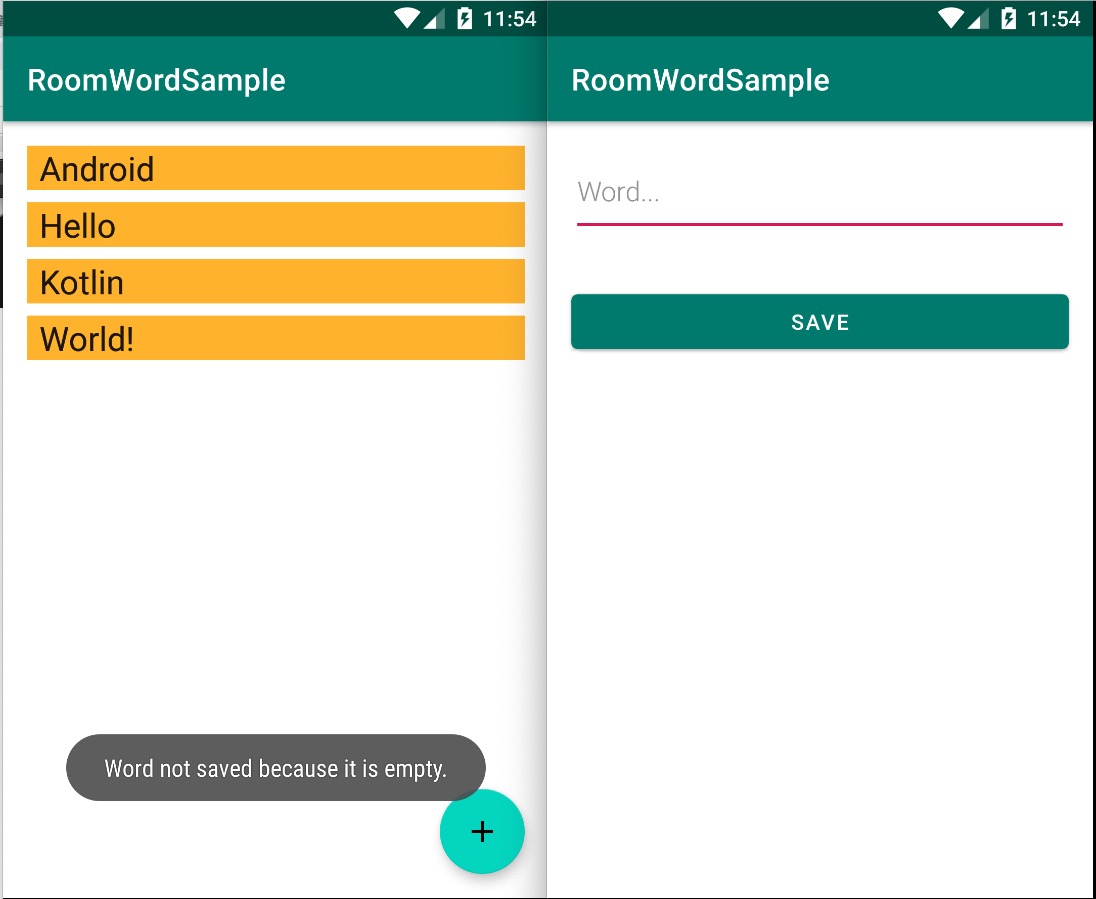 11:54
RoomWordSample
Android
Hello
Kotlin
World!
Word not saved because it is empty.
+
11:54
RoomWordSample
Word...
SAVE